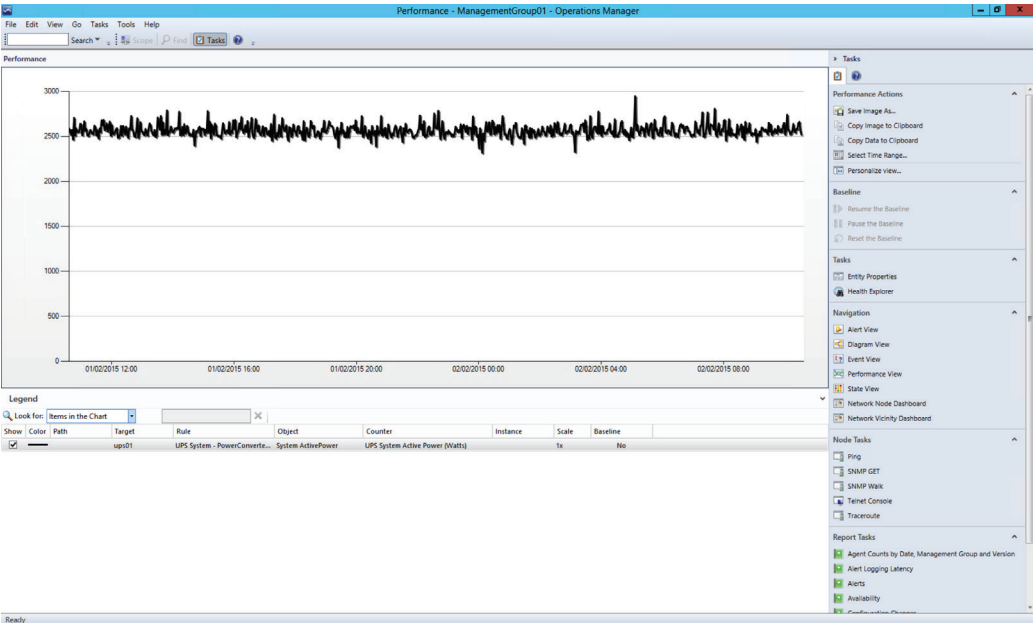 Performance - ManagementGroup01 - Operations Manager
File Edit View Go Tasks Tools Help
Search Scope Find Tasks
Performance
3000
2500
2000
1500
1000
500
0
01/02/2015 12:00 01/02/2015 16:00 01/02/2015 20:00 02/02/2015 00:00 02/02/2015 04:00 02/02/2015 08:00
Legend
Look for: Items in the Chart
Show Color Path Target Rule Object Counter Instance Scale Baseline
ups01 UPS System - PowerConverte... System ActivePower UPS System Active Power (Watts) 1x No
Tasks
Performance Actions
Save Image As...
Copy Image to Clipboard
Copy Data to Clipboard
Select Time Range...
Personalize view...
Baseline
Resume the Baseline
Pause the Baseline
Reset the Baseline
Tasks
Entity Properties
Health Explorer
Navigation
Alert View
Diagram View
Event View
Performance View
State View
Network Node Dashboard
Network Vicinity Dashboard
Node Tasks
Ping
SNMP GET
SNMP Walk
Telnet Console
Traceroute
Report Tasks
Agent Counts by Date, Management Group and Version
Alert Logging Latency
Alerts
Availability
Configuration Changes
Ready